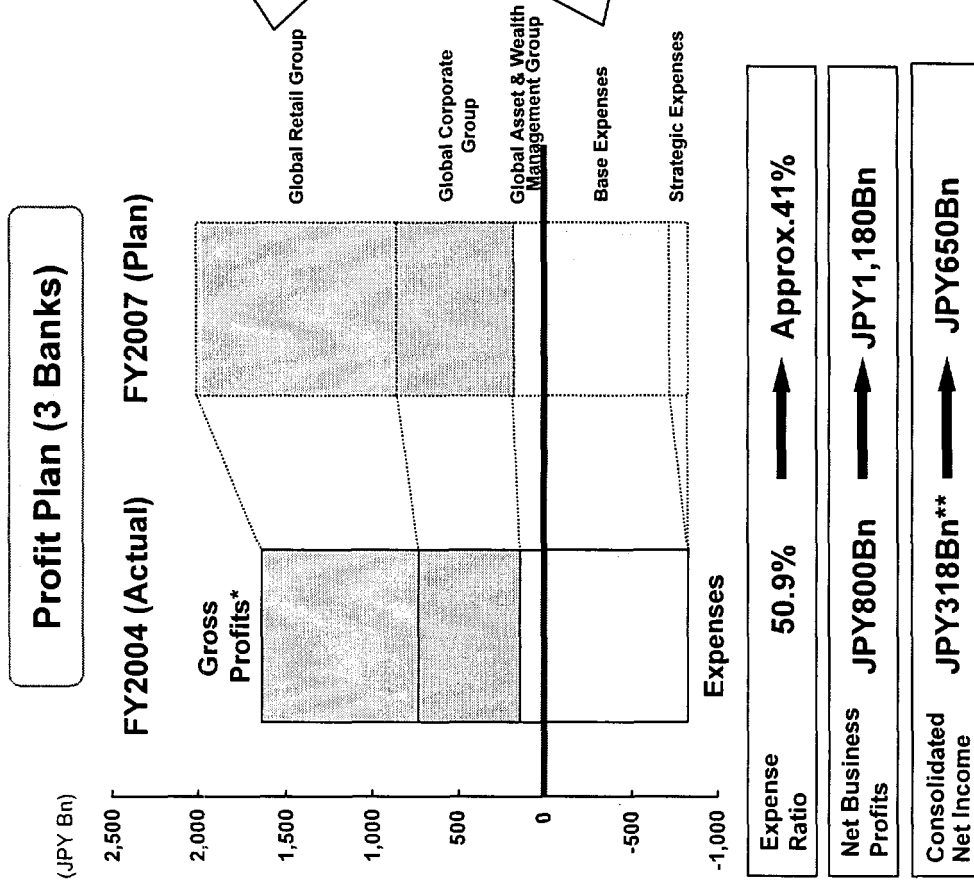 Profit Plan (3 Banks)
(JPY Bn)
FY2004 (Actual)
FY2007 (Plan)
2,500
2,000
1,500
1,000
500
0
-500
-1,000
Gross
Profits*
Expenses
Global Retail Group
Global Corporate
Group
Global Asset & Wealth
Management Group
Base Expenses
Strategic Expenses
Expense
Ratio
50.9%
Approx.41%
Net Business
Profits
JPY800Bn
JPY1,180Bn
Consolidated
Net Income
JPY318Bn**
JPY650Bn